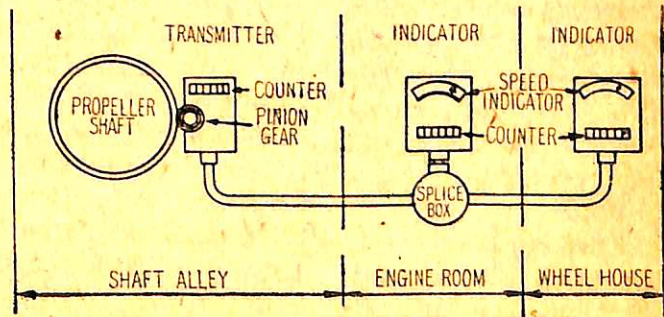 TRANSMITTER
INDICATOR
INDICATOR
PROPELLER
SHAFT
COUNTER
PINION
GEAR
SPEED
INDICATOR
COUNTER
SPLICE
BOX
SHAFT ALLEY
ENGINE ROOM
WHEEL HOUSE